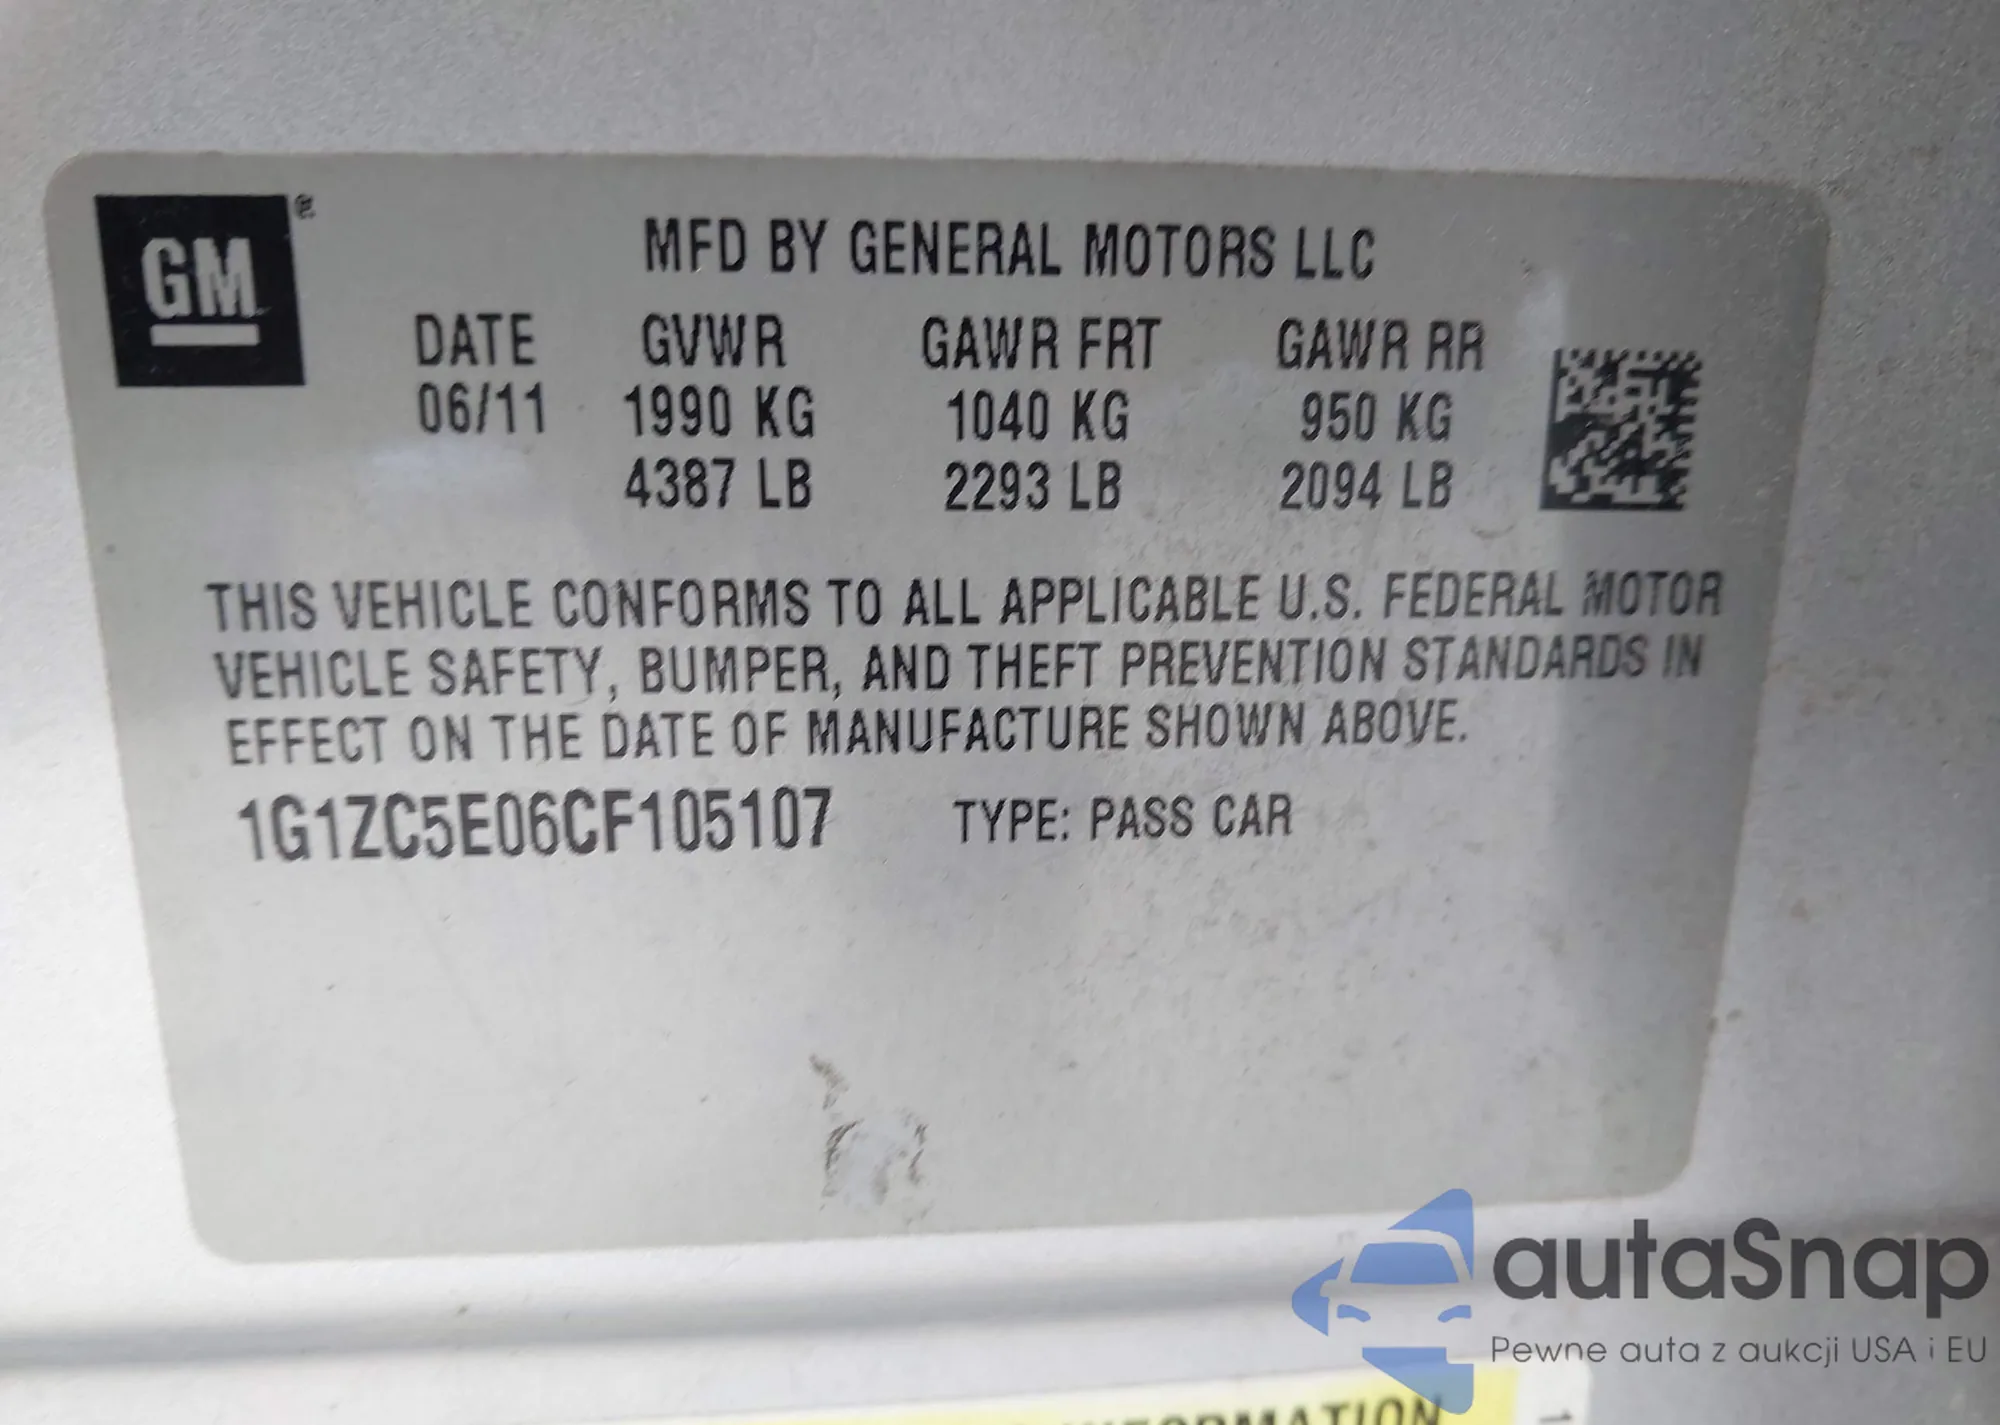 GM ®
MFD BY GENERAL MOTORS LLC
DATE GVWR GAWR FRT GAWR RR
06/11 1990 KG 1040 KG 950 KG
4387 LB 2293 LB 2094 LB
THIS VEHICLE CONFORMS TO ALL APPLICABLE U.S. FEDERAL MOTOR
VEHICLE SAFETY, BUMPER, AND THEFT PREVENTION STANDARDS IN
EFFECT ON THE DATE OF MANUFACTURE SHOWN ABOVE.
1G1ZC5E06CF105107 TYPE: PASS CAR
autaSnap
Pewne auta z aukcji USA i EU
INFORMATION